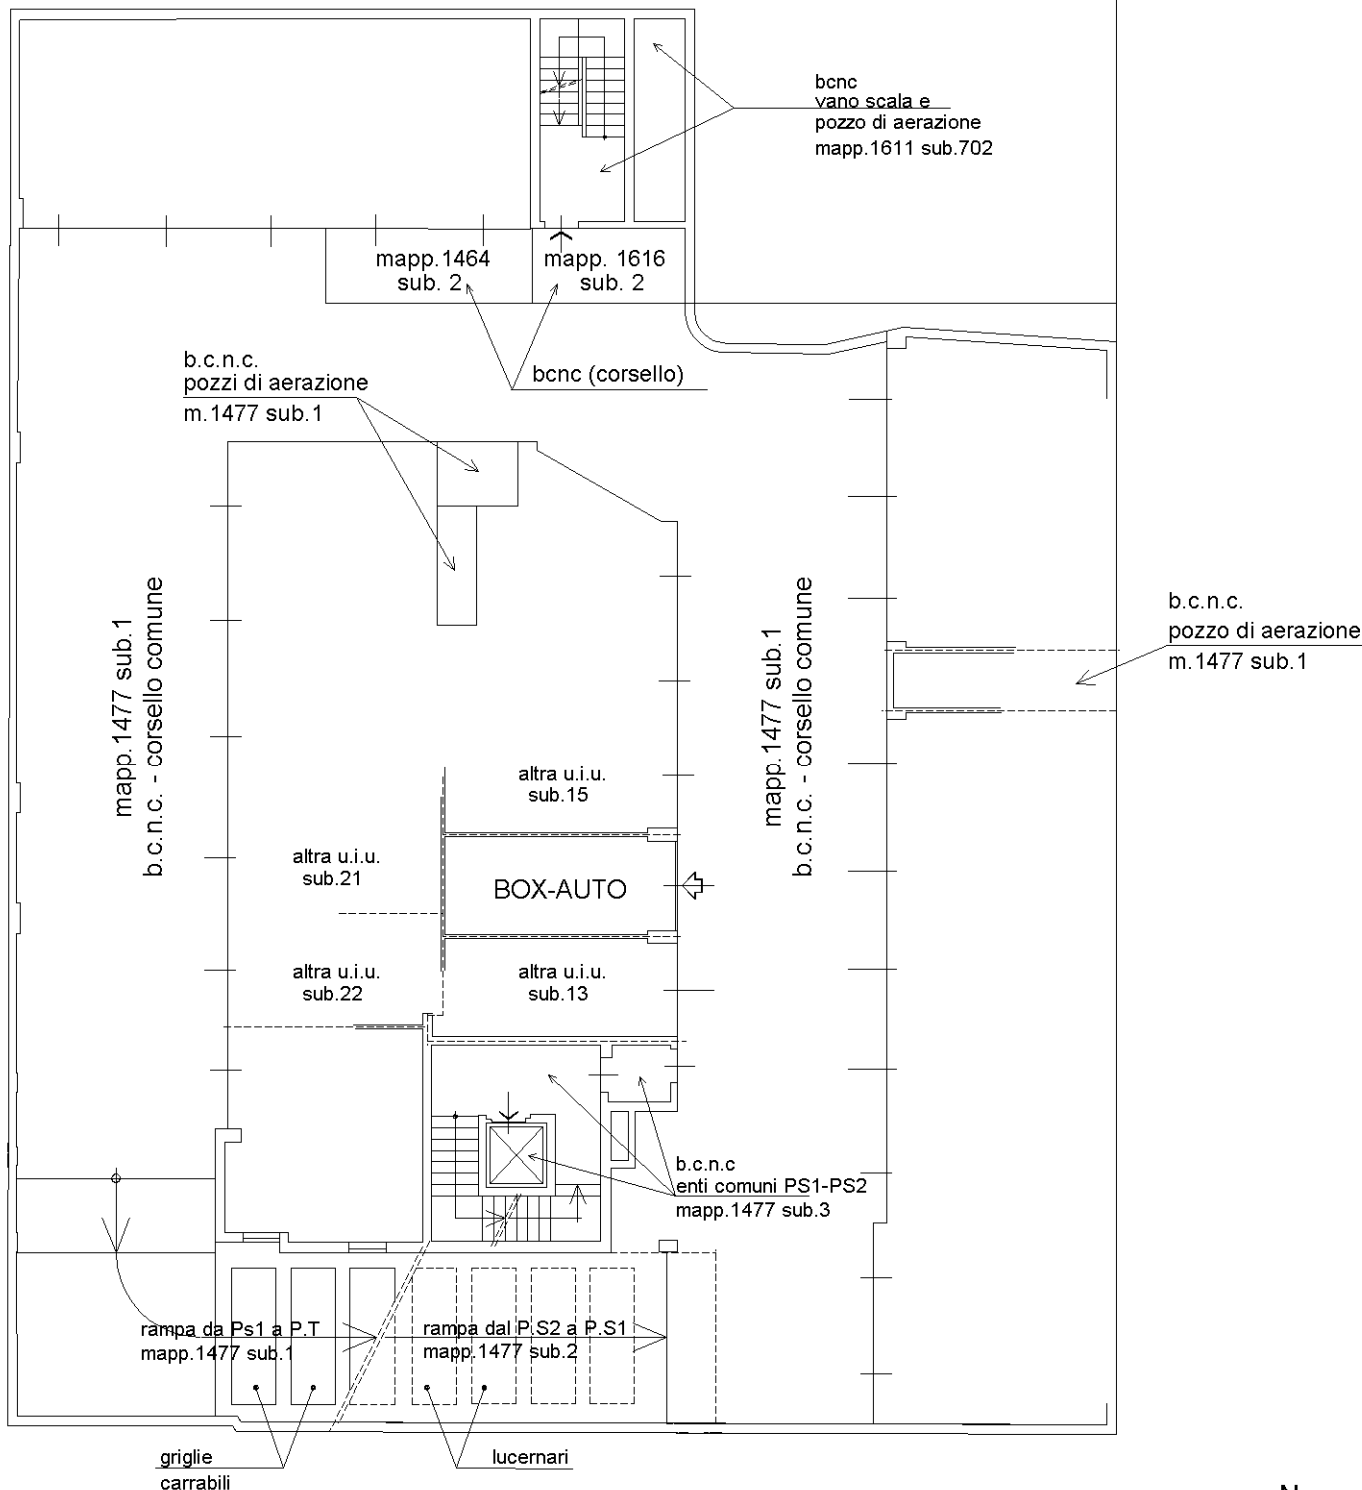 bcnc
vano scala e
pozzo di aerazione
mapp.1611 sub.702
mapp.1464
sub. 2
mapp. 1616
sub. 2
bcnc (corsello)
b.c.n.c.
pozzi di aerazione
m.1477 sub.1
mapp.1477 sub.1
b.c.n.c. - corsello comune
mapp.1477 sub.1
b.c.n.c. - corsello comune
b.c.n.c.
pozzo di aerazione
m.1477 sub.1
altra u.i.u.
sub.15
altra u.i.u.
sub.21
BOX-AUTO
altra u.i.u.
sub.22
altra u.i.u.
sub.13
b.c.n.c
enti comuni PS1-PS2
mapp.1477 sub.3
rampa da Ps1 a P.T
mapp.1477 sub.1
rampa dal P.S2 a P.S1
mapp.1477 sub.2
griglie
carrabili
lucernari
N